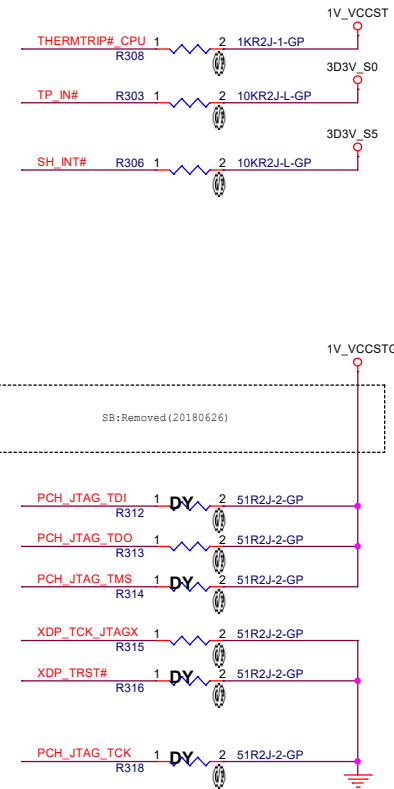 1V_VCCST
THERMTRIP#_CPU 1 2 1KR2J-1-GP
R308
3D3V_S0
TP_IN# R303 1 2 10KR2J-L-GP
3D3V_S5
SH_INT# R306 1 2 10KR2J-L-GP
1V_VCCSTG
SB:Removed(20180626)
PCH_JTAG_TDI 1 DY 2 51R2J-2-GP
R312
PCH_JTAG_TDO 1 2 51R2J-2-GP
R313
PCH_JTAG_TMS 1 DY 2 51R2J-2-GP
R314
XDP_TCK_JTAGX 1 2 51R2J-2-GP
R315
XDP_TRST# 1 DY 2 51R2J-2-GP
R316
PCH_JTAG_TCK 1 DY 2 51R2J-2-GP
R318